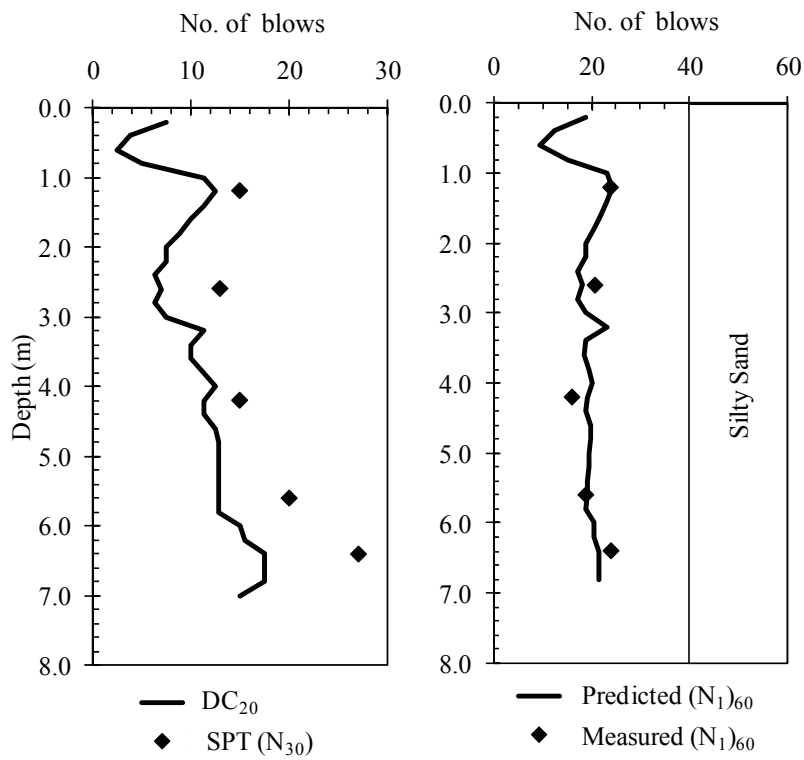 No. of blows
0 10 20 30
0.0
1.0
2.0
3.0
4.0
5.0
6.0
7.0
8.0
Depth (m)
DC20
SPT (N30)
No. of blows
0 20 40 60
0.0
1.0
2.0
3.0
4.0
5.0
6.0
7.0
8.0
Silty Sand
Predicted (N1)60
Measured (N1)60